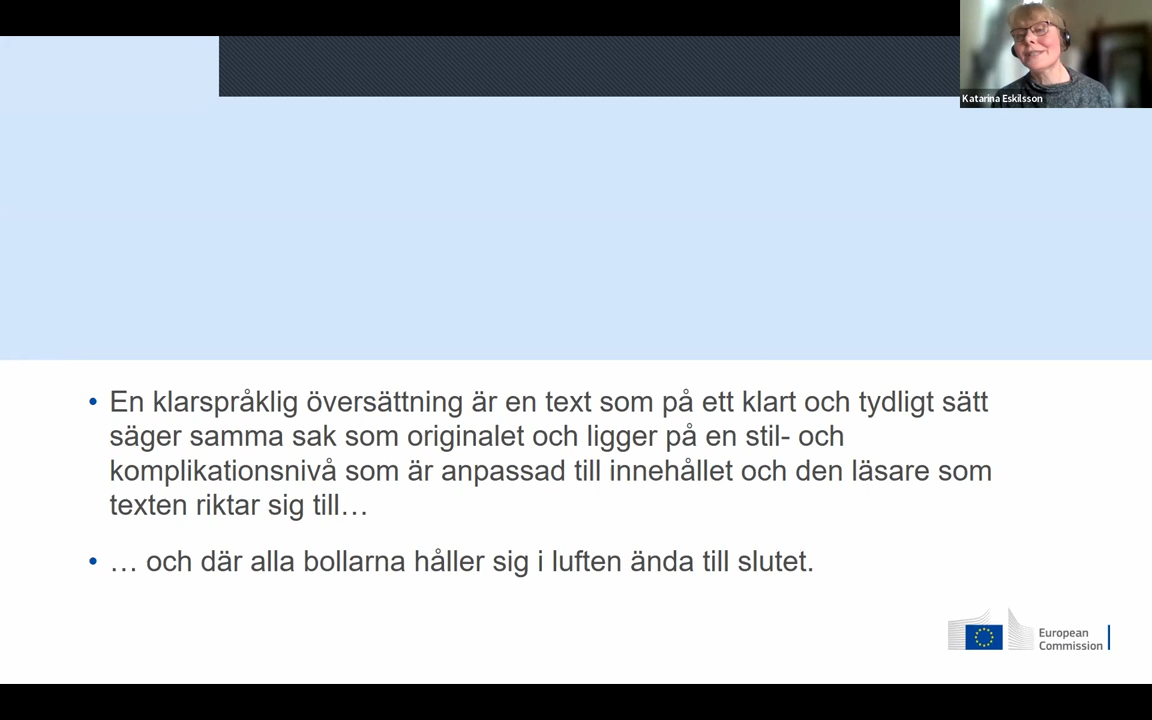 Katarina Eskilsson
• En klarspråklig översättning är en text som på ett klart och tydligt sätt
säger samma sak som originalet och ligger på en stil- och
komplikationsnivå som är anpassad till innehållet och den läsare som
texten riktar sig till…
• … och där alla bollarna håller sig i luften ända till slutet.
European
Commission